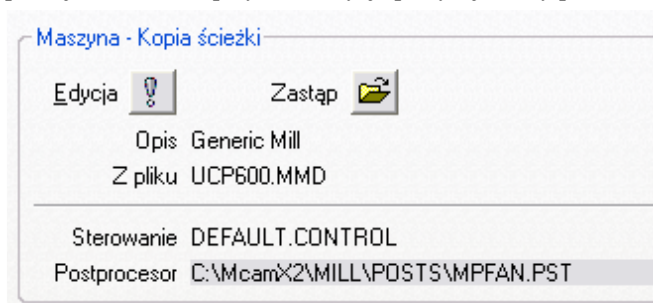 Maszyna - Kopia ścieżki
Edycja Zastąp
Opis Generic Mill
Z pliku UCP600.MMD
Sterowanie DEFAULT.CONTROL
Postprocesor C:\McamX2\MILL\POSTS\MPFAN.PST